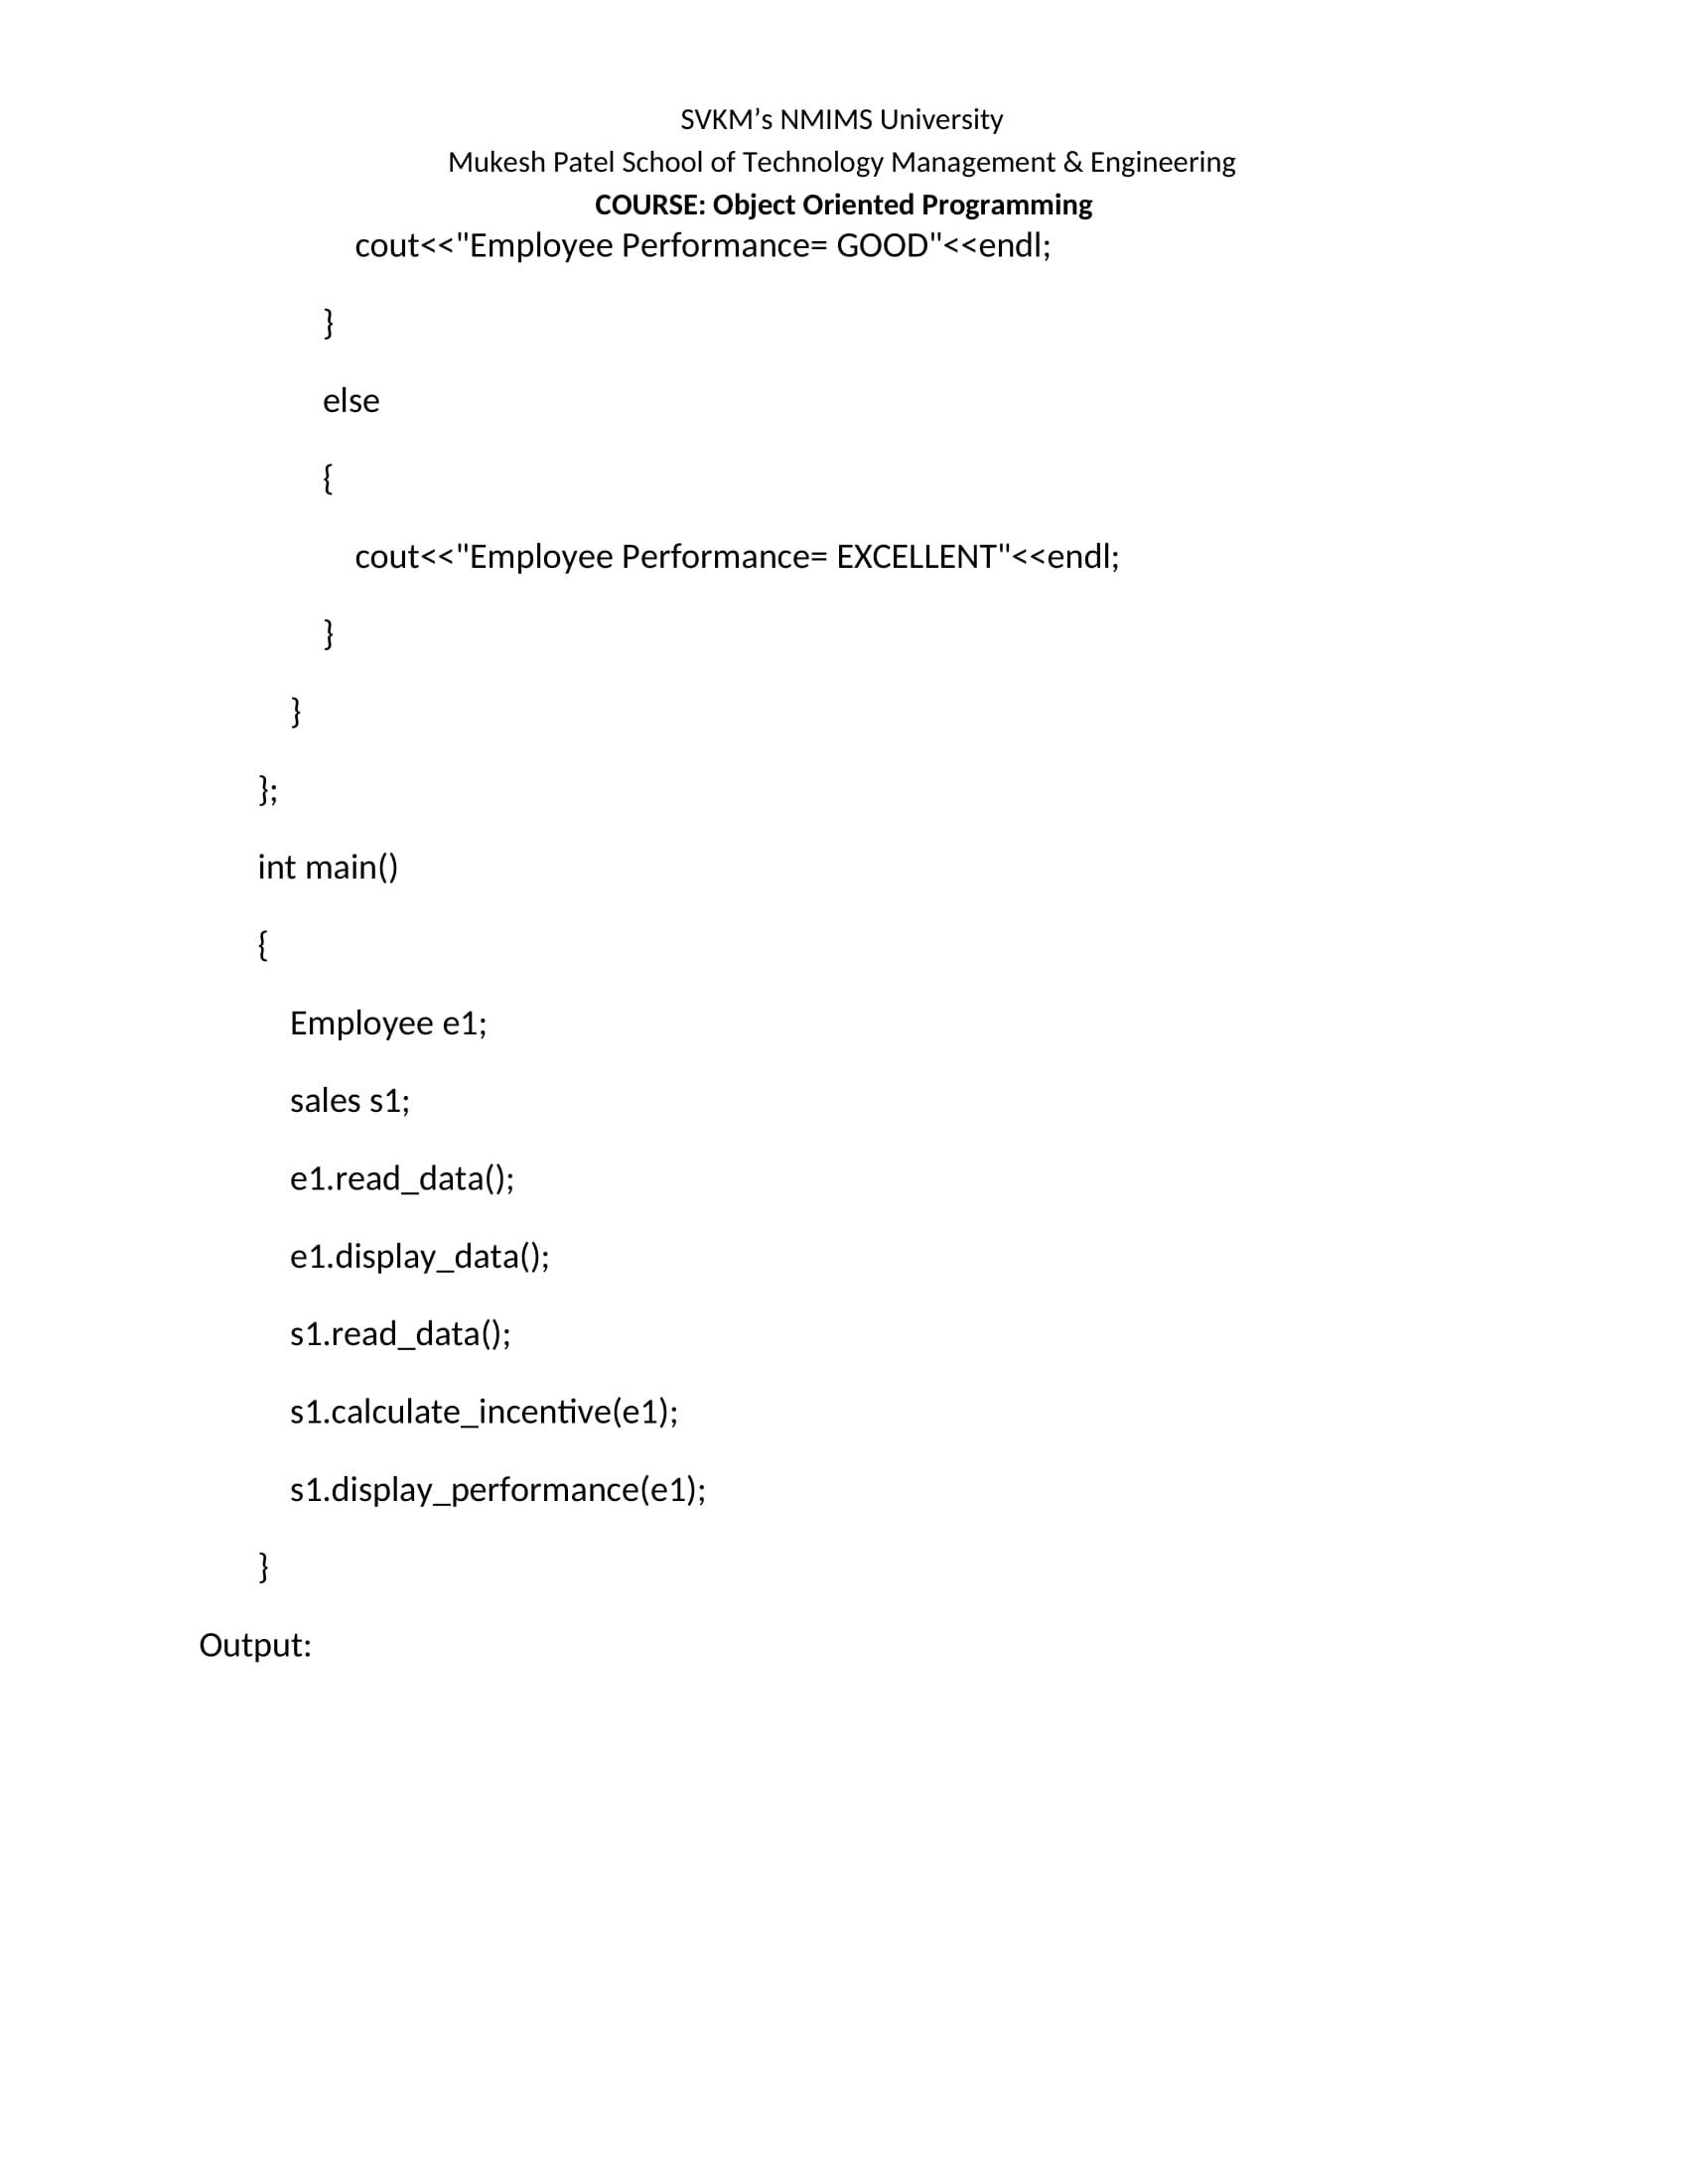 SVKM’s NMIMS University
Mukesh Patel School of Technology Management & Engineering
COURSE: Object Oriented Programming
cout<<"Employee Performance= GOOD"<<endl;
}
else
{
cout<<"Employee Performance= EXCELLENT"<<endl;
}
}
};
int main()
{
Employee e1;
sales s1;
e1.read_data();
e1.display_data();
s1.read_data();
s1.calculate_incentive(e1);
s1.display_performance(e1);
}
Output: